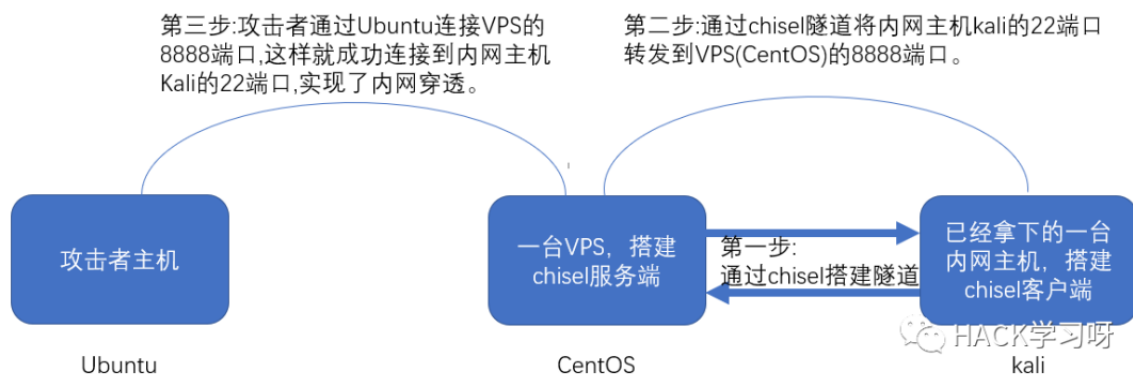 第三步:攻击者通过Ubuntu连接VPS的
8888端口,这样就成功连接到内网主机
Kali的22端口,实现了内网穿透。
第二步:通过chisel隧道将内网主机kali的22端口
转发到VPS(CentOS)的8888端口。
攻击者主机
一台VPS，搭建
chisel服务端
第一步:
通过chisel搭建隧道
已经拿下的一台
内网主机，搭建
chisel客户端
HACK学习呀
Ubuntu
CentOS
kali